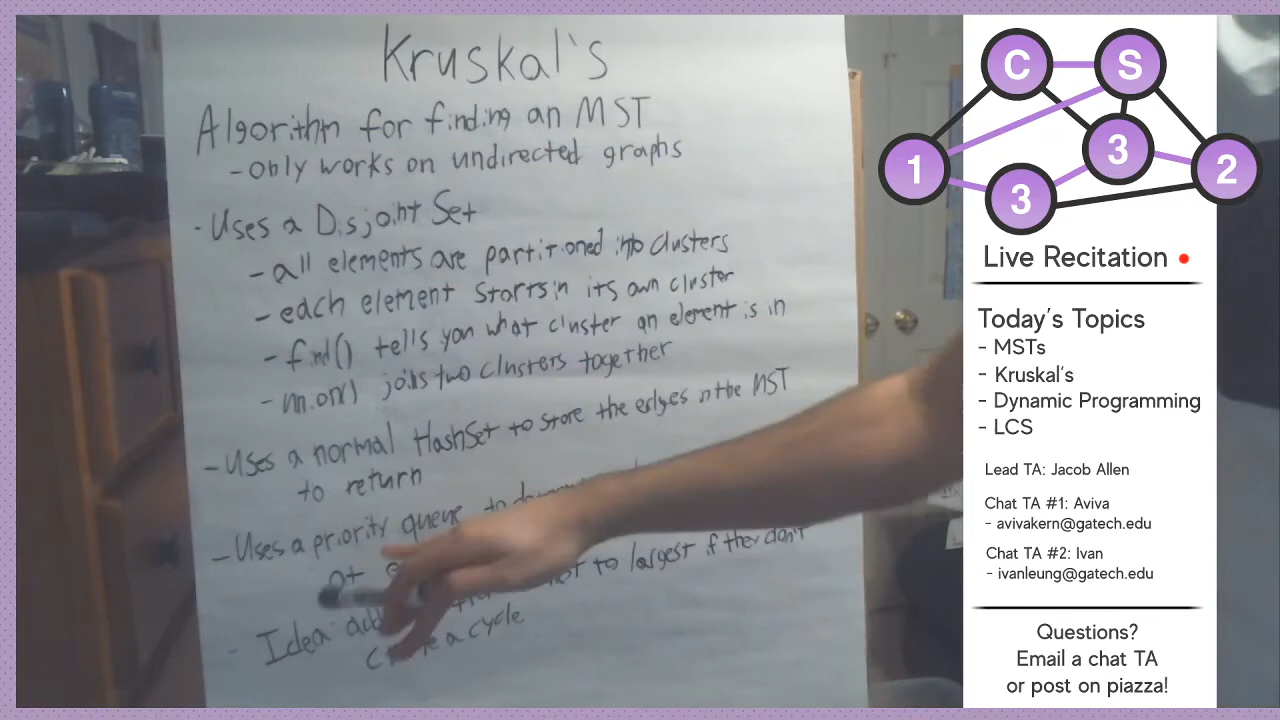 Kruskal's
Algorithm for finding an MST
- only works on undirected graphs
- Uses a Disjoint Set
- all elements are partitioned into clusters
- each element starts in its own cluster
- find() tells you what cluster an element is in
- union() joins two clusters together
- Uses a normal HashSet to store the edges in the MST
to return
- Uses a priority queue to
of
- Idea: add to largest if they don't
a cycle
C S
1 3 3 2
Live Recitation
Today's Topics
- MSTs
- Kruskal's
- Dynamic Programming
- LCS
Lead TA: Jacob Allen
Chat TA #1: Aviva
- avivakern@gatech.edu
Chat TA #2: Ivan
- ivanleung@gatech.edu
Questions?
Email a chat TA
or post on piazza!